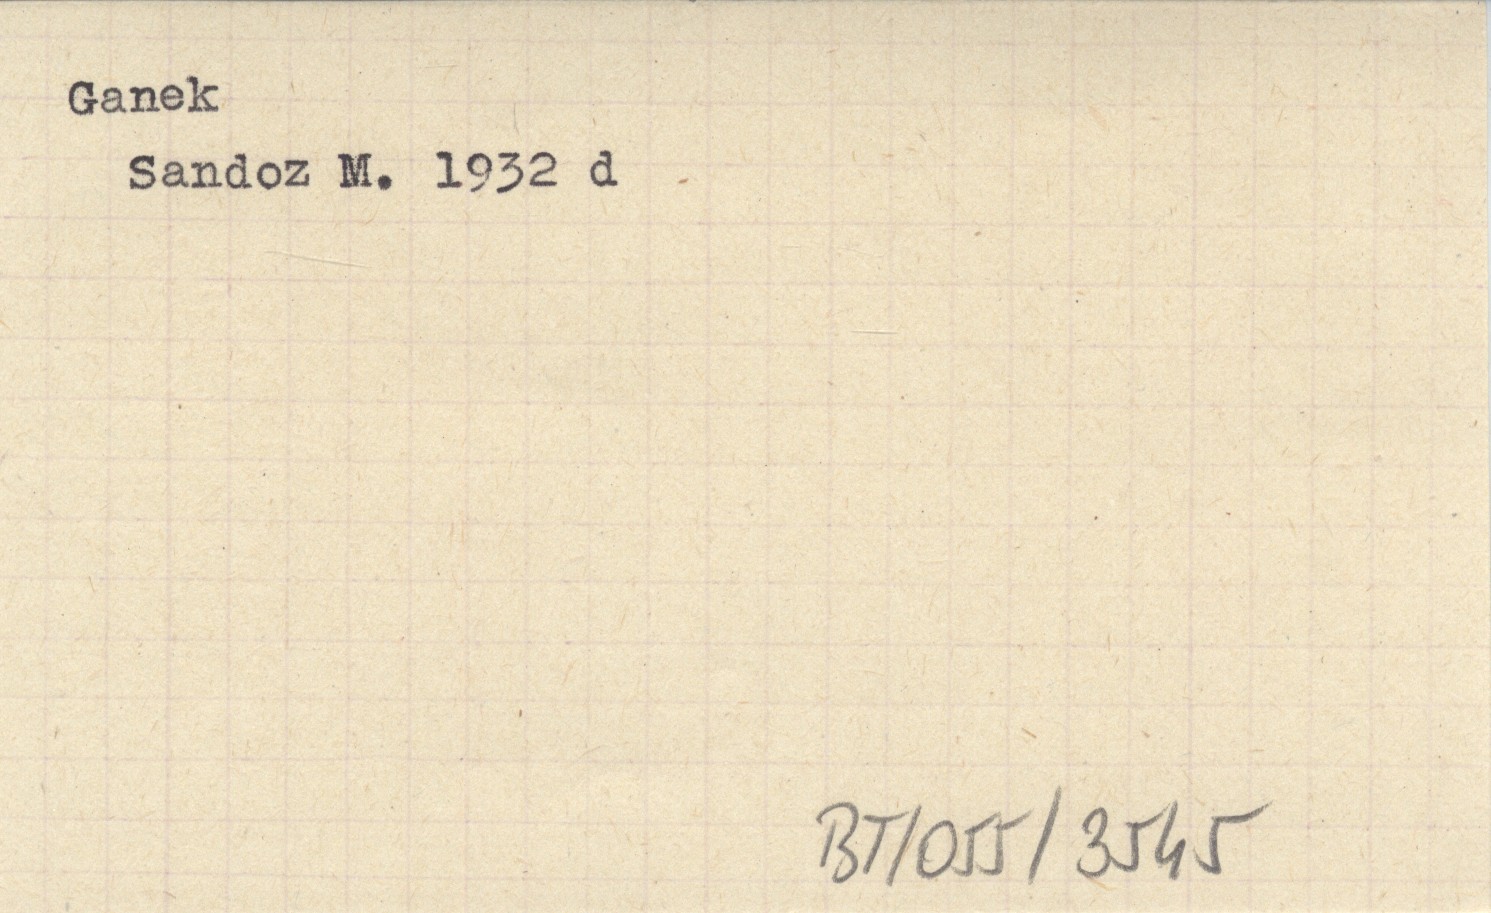 Ganek
Sandoz M. 1932 d
BT/055/3545